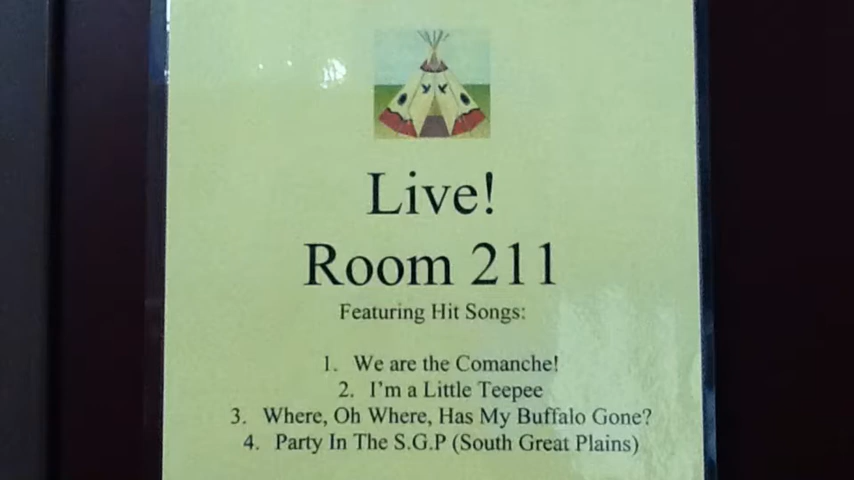 Live!
Room 211
Featuring Hit Songs:
1. We are the Comanche!
2. I'm a Little Teepee
3. Where, Oh Where, Has My Buffalo Gone?
4. Party In The S.G.P (South Great Plains)